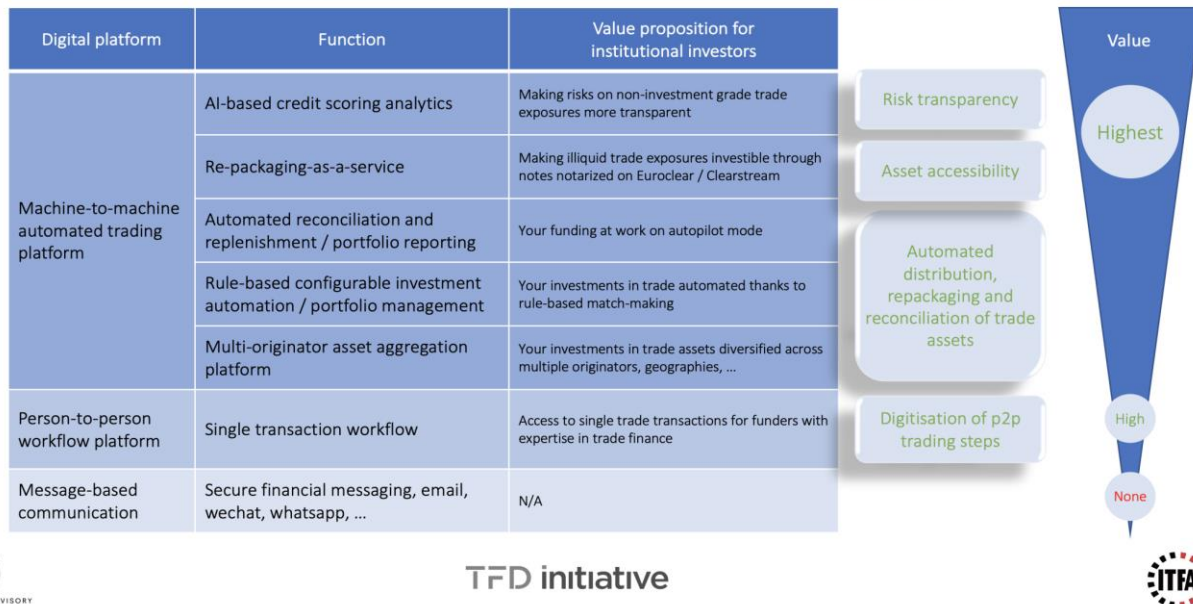 Digital platform
Function
Value proposition for
institutional investors
Value
Machine-to-machine
automated trading
platform
AI-based credit scoring analytics
Making risks on non-investment grade trade
exposures more transparent
Risk transparency
Highest
Re-packaging-as-a-service
Making illiquid trade exposures investible through
notes notarized on Euroclear / Clearstream
Asset accessibility
Automated reconciliation and
replenishment / portfolio reporting
Your funding at work on autopilot mode
Automated
distribution,
repackaging and
reconciliation of trade
assets
Rule-based configurable investment
automation / portfolio management
Your investments in trade automated thanks to
rule-based match-making
Multi-originator asset aggregation
platform
Your investments in trade assets diversified across
multiple originators, geographies, ...
Person-to-person
workflow platform
Single transaction workflow
Access to single trade transactions for funders with
expertise in trade finance
Digitisation of p2p
trading steps
High
Message-based
communication
Secure financial messaging, email,
wechat, whatsapp, ...
N/A
None
TFD initiative
ITFA
VISORY